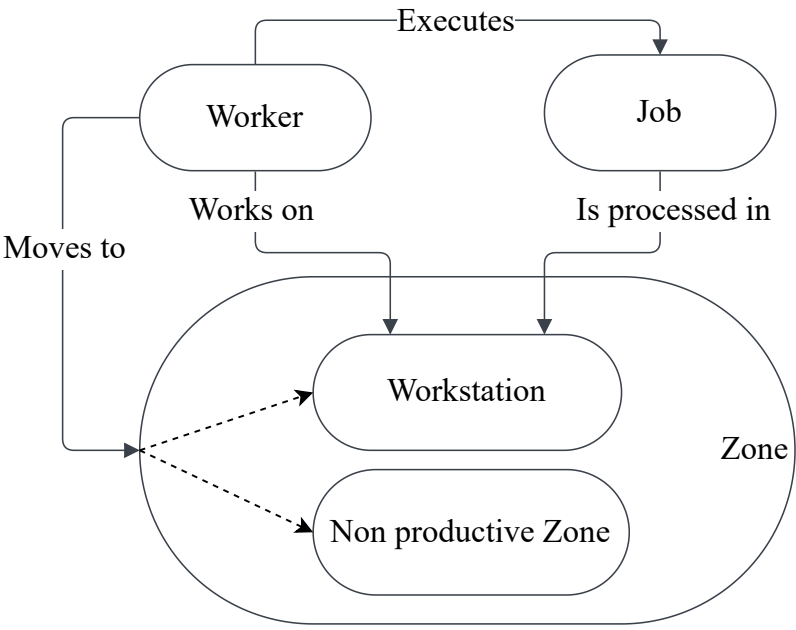 Executes
Worker
Job
Works on
Is processed in
Moves to
Workstation
Zone
Non productive Zone